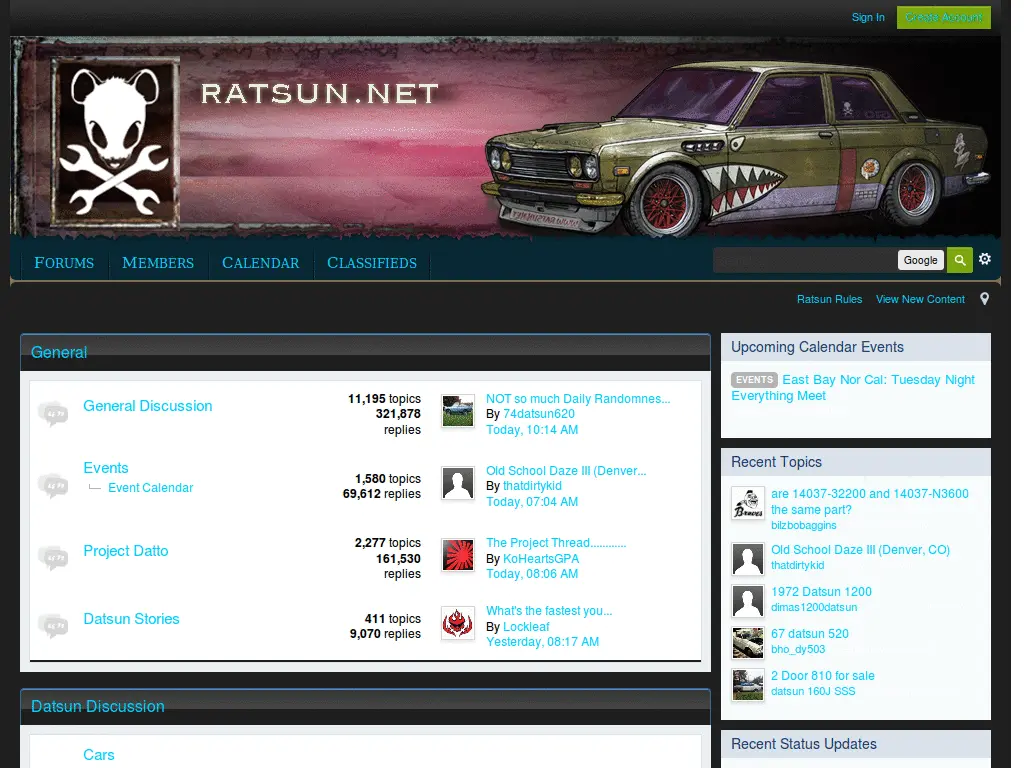 Sign In
Create Account
RATSUN.NET
FORUMS
MEMBERS
CALENDAR
CLASSIFIEDS
Google
Ratsun Rules
View New Content
General
General Discussion
11,195 topics
321,878
replies
NOT so much Daily Randomnes...
By 74datsun620
Today, 10:14 AM
Events
Event Calendar
1,580 topics
69,612 replies
Old School Daze III (Denver...
By thatdirtykid
Today, 07:04 AM
Project Datto
2,277 topics
161,530
replies
The Project Thread............
By KoHeartsGPA
Today, 08:06 AM
Datsun Stories
411 topics
9,070 replies
What's the fastest you...
By Lockleaf
Yesterday, 08:17 AM
Datsun Discussion
Cars
Upcoming Calendar Events
EVENTS East Bay Nor Cal: Tuesday Night
Everything Meet
Recent Topics
Braves
are 14037-32200 and 14037-N3600
the same part?
bilzbobaggins
Old School Daze III (Denver, CO)
thatdirtykid
1972 Datsun 1200
dimas1200datsun
67 datsun 520
bho_dy503
2 Door 810 for sale
datsun 160J SSS
Recent Status Updates